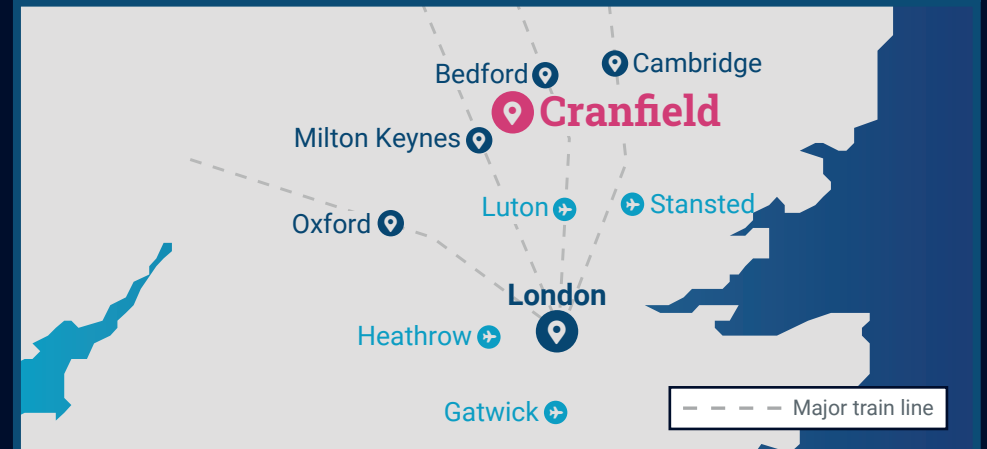 Cambridge
Bedford
Cranfield
Milton Keynes
Luton
Stansted
Oxford
London
Heathrow
Gatwick
Major train line